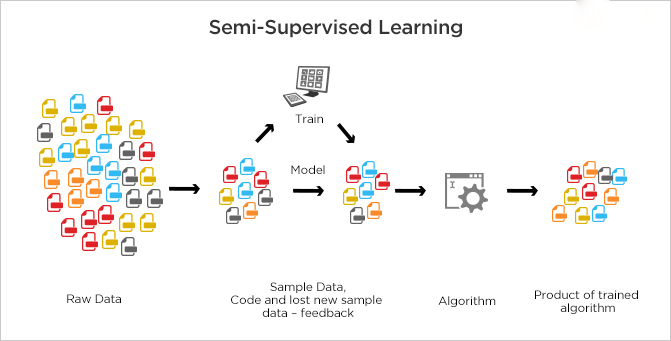 Semi-Supervised Learning
Train
Model
Raw Data
Sample Data,
Code and lost new sample
data – feedback
Algorithm
Product of trained
algorithm